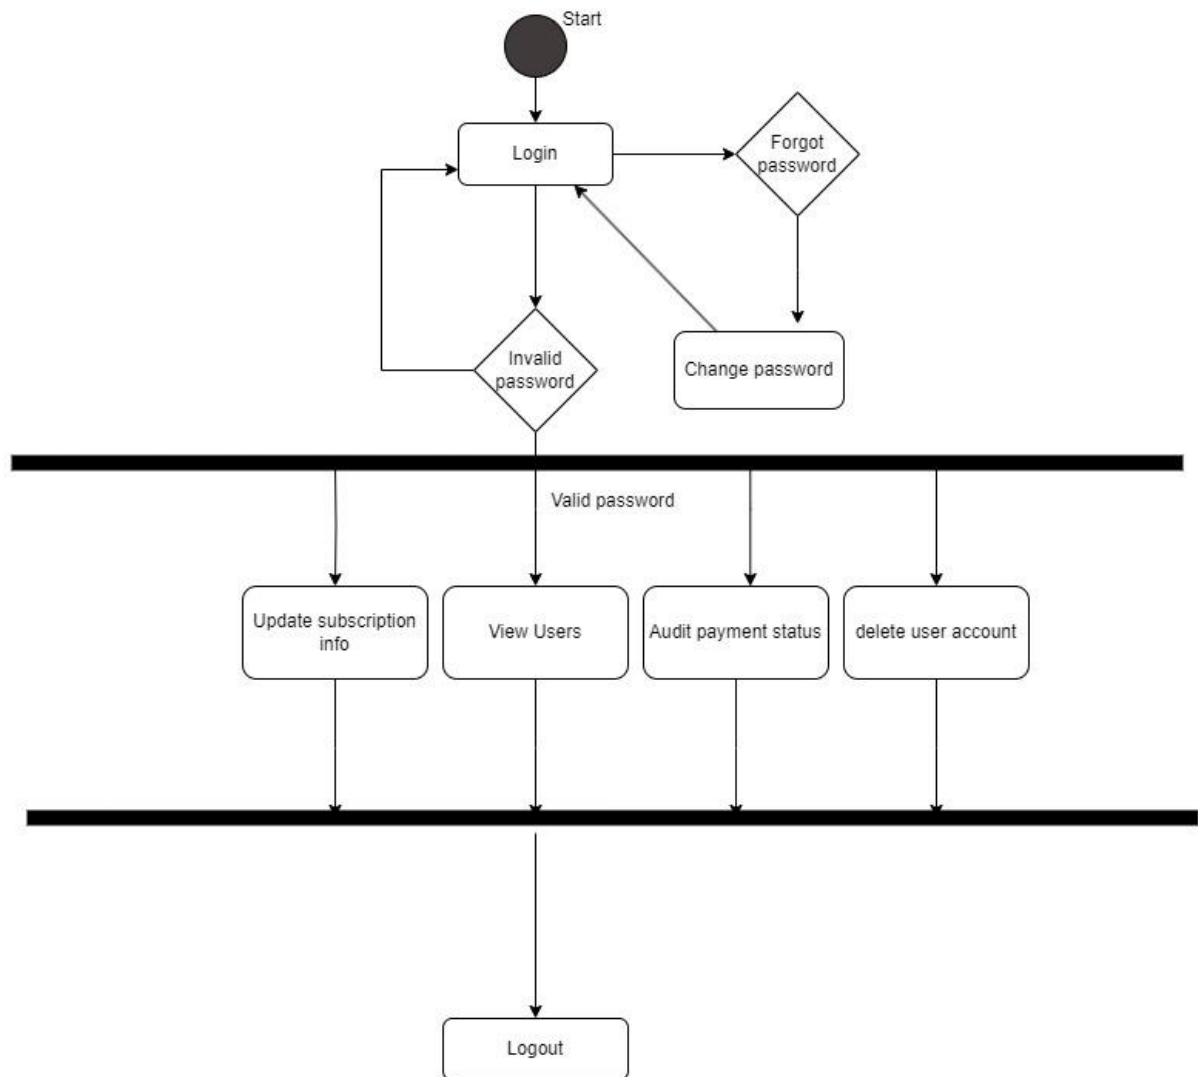 Start
Login
Forgot
password
Invalid
password
Change password
Valid password
Update subscription
info
View Users
Audit payment status
delete user account
Logout